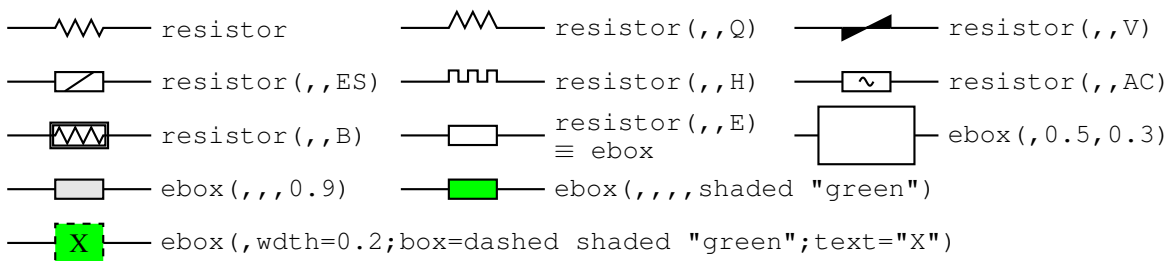 resistor
resistor(,,Q)
resistor(,,V)
resistor(,,ES)
resistor(,,H)
resistor(,,AC)
resistor(,,B)
resistor(,,E)
≡ ebox
ebox(,0.5,0.3)
ebox(,,,0.9)
ebox(,,,,shaded "green")
X
ebox(,wdth=0.2;box=dashed shaded "green";text="X")